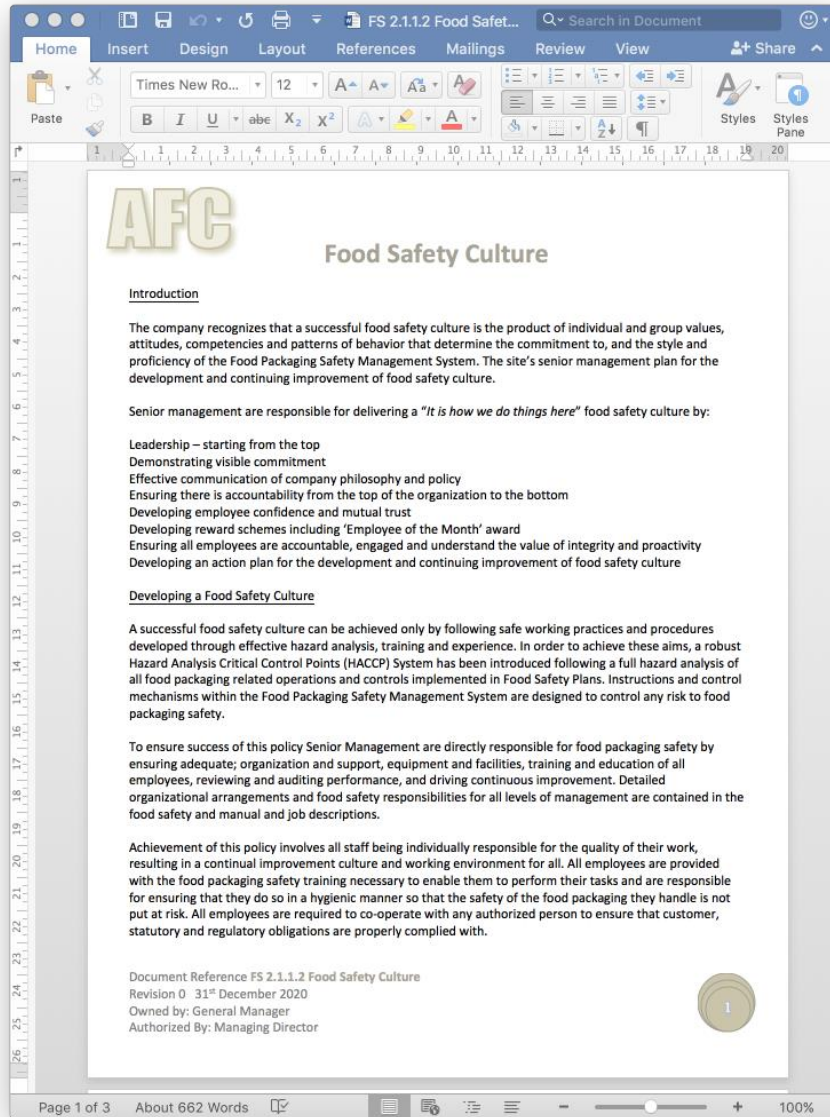 FS 2.1.1.2 Food Safet...
Search in Document
Home Insert Design Layout References Mailings Review View Share
Paste
Times New Ro... 12
Styles
Styles Pane
AFC
Food Safety Culture
Introduction
The company recognizes that a successful food safety culture is the product of individual and group values,
attitudes, competencies and patterns of behavior that determine the commitment to, and the style and
proficiency of the Food Packaging Safety Management System. The site's senior management plan for the
development and continuing improvement of food safety culture.
Senior management are responsible for delivering a "It is how we do things here" food safety culture by:
Leadership – starting from the top
Demonstrating visible commitment
Effective communication of company philosophy and policy
Ensuring there is accountability from the top of the organization to the bottom
Developing employee confidence and mutual trust
Developing reward schemes including 'Employee of the Month' award
Ensuring all employees are accountable, engaged and understand the value of integrity and proactivity
Developing an action plan for the development and continuing improvement of food safety culture
Developing a Food Safety Culture
A successful food safety culture can be achieved only by following safe working practices and procedures
developed through effective hazard analysis, training and experience. In order to achieve these aims, a robust
Hazard Analysis Critical Control Points (HACCP) System has been introduced following a full hazard analysis of
all food packaging related operations and controls implemented in Food Safety Plans. Instructions and control
mechanisms within the Food Packaging Safety Management System are designed to control any risk to food
packaging safety.
To ensure success of this policy Senior Management are directly responsible for food packaging safety by
ensuring adequate; organization and support, equipment and facilities, training and education of all
employees, reviewing and auditing performance, and driving continuous improvement. Detailed
organizational arrangements and food safety responsibilities for all levels of management are contained in the
food safety and manual and job descriptions.
Achievement of this policy involves all staff being individually responsible for the quality of their work,
resulting in a continual improvement culture and working environment for all. All employees are provided
with the food packaging safety training necessary to enable them to perform their tasks and are responsible
for ensuring that they do so in a hygienic manner so that the safety of the food packaging they handle is not
put at risk. All employees are required to co-operate with any authorized person to ensure that customer,
statutory and regulatory obligations are properly complied with.
Document Reference FS 2.1.1.2 Food Safety Culture
Revision 0 31st December 2020
Owned by: General Manager
Authorized By: Managing Director
1
Page 1 of 3 About 662 Words 100%